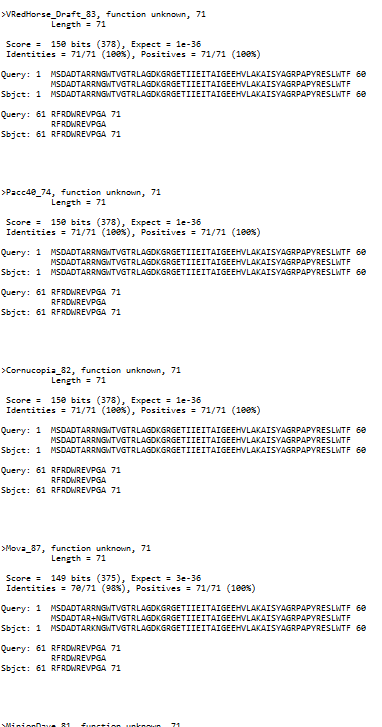 >VRedHorse_Draft_83, function unknown, 71
Length = 71
Score = 150 bits (378), Expect = 1e-36
Identities = 71/71 (100%), Positives = 71/71 (100%)
Query: 1 MSDADTARRNGWTVGTRLAGDKGRGETIIEITAIGEEHVLAKAISYAGRPAPYRESLWTF 60
MSDADTARRNGWTVGTRLAGDKGRGETIIEITAIGEEHVLAKAISYAGRPAPYRESLWTF
Sbjct: 1 MSDADTARRNGWTVGTRLAGDKGRGETIIEITAIGEEHVLAKAISYAGRPAPYRESLWTF 60
Query: 61 RFRDWREVPGA 71
RFRDWREVPGA
Sbjct: 61 RFRDWREVPGA 71
>Pacc40_74, function unknown, 71
Length = 71
Score = 150 bits (378), Expect = 1e-36
Identities = 71/71 (100%), Positives = 71/71 (100%)
Query: 1 MSDADTARRNGWTVGTRLAGDKGRGETIIEITAIGEEHVLAKAISYAGRPAPYRESLWTF 60
MSDADTARRNGWTVGTRLAGDKGRGETIIEITAIGEEHVLAKAISYAGRPAPYRESLWTF
Sbjct: 1 MSDADTARRNGWTVGTRLAGDKGRGETIIEITAIGEEHVLAKAISYAGRPAPYRESLWTF 60
Query: 61 RFRDWREVPGA 71
RFRDWREVPGA
Sbjct: 61 RFRDWREVPGA 71
>Cornucopia_82, function unknown, 71
Length = 71
Score = 150 bits (378), Expect = 1e-36
Identities = 71/71 (100%), Positives = 71/71 (100%)
Query: 1 MSDADTARRNGWTVGTRLAGDKGRGETIIEITAIGEEHVLAKAISYAGRPAPYRESLWTF 60
MSDADTARRNGWTVGTRLAGDKGRGETIIEITAIGEEHVLAKAISYAGRPAPYRESLWTF
Sbjct: 1 MSDADTARRNGWTVGTRLAGDKGRGETIIEITAIGEEHVLAKAISYAGRPAPYRESLWTF 60
Query: 61 RFRDWREVPGA 71
RFRDWREVPGA
Sbjct: 61 RFRDWREVPGA 71
>Mova_87, function unknown, 71
Length = 71
Score = 149 bits (375), Expect = 3e-36
Identities = 70/71 (98%), Positives = 71/71 (100%)
Query: 1 MSDADTARRNGWTVGTRLAGDKGRGETIIEITAIGEEHVLAKAISYAGRPAPYRESLWTF 60
MSDADTAR+NGWTVGTRLAGDKGRGETIIEITAIGEEHVLAKAISYAGRPAPYRESLWTF
Sbjct: 1 MSDADTARKNGWTVGTRLAGDKGRGETIIEITAIGEEHVLAKAISYAGRPAPYRESLWTF 60
Query: 61 RFRDWREVPGA 71
RFRDWREVPGA
Sbjct: 61 RFRDWREVPGA 71
>MinionDave_81, function unknown, 71